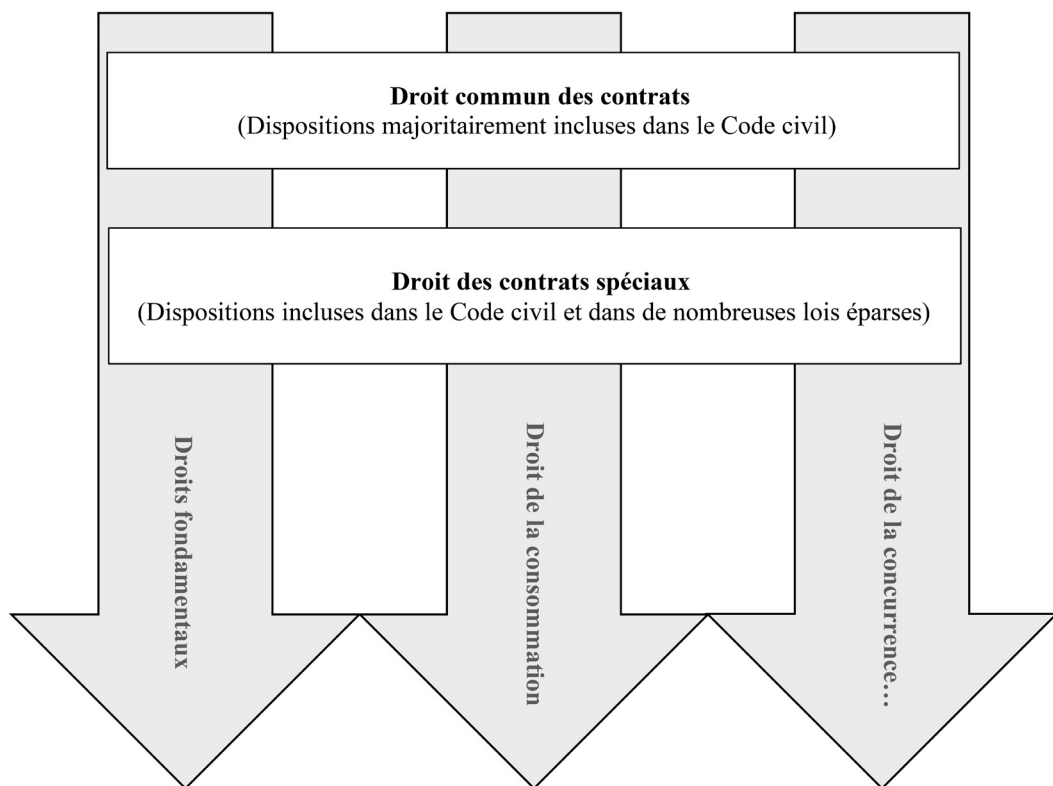 Droit commun des contrats
(Dispositions majoritairement incluses dans le Code civil)
Droit des contrats spéciaux
(Dispositions incluses dans le Code civil et dans de nombreuses lois éparses)
Droits fondamentaux
Droit de la consommation
Droit de la concurrence…